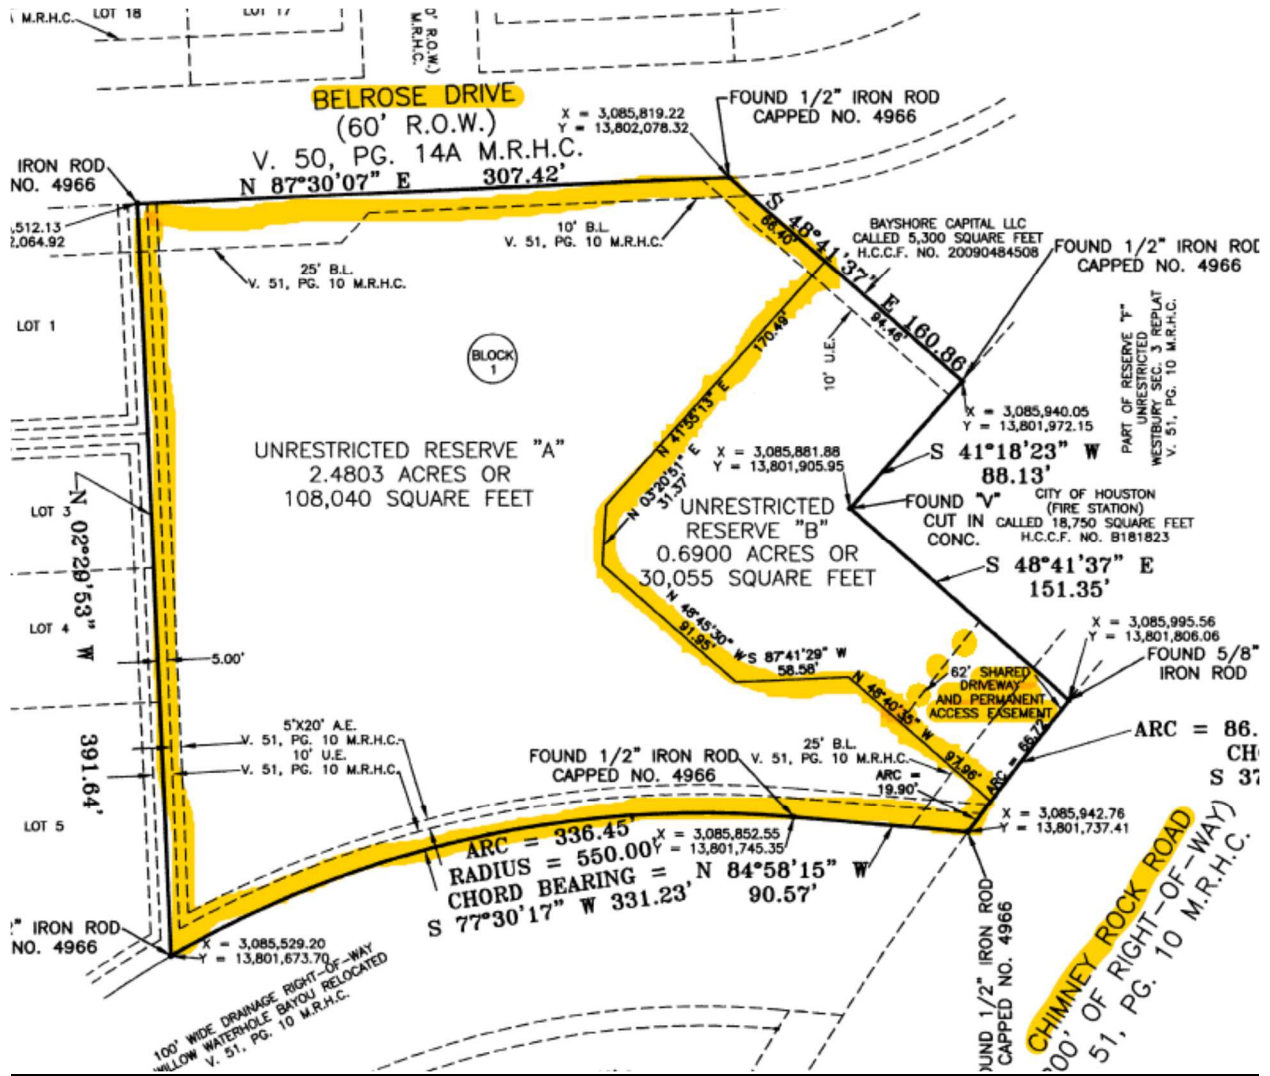 M.R.H.C.
LOT 18
LOT 17
0' R.O.W.)
M.R.H.C.
BELROSE DRIVE
(60' R.O.W.)
V. 50, PG. 14A M.R.H.C.
N 87°30'07" E 307.42'
X = 3,085,819.22
Y = 13,802,078.32
FOUND 1/2" IRON ROD
CAPPED NO. 4966
IRON ROD
NO. 4966
,512.13
2,064.92
10' B.L.
V. 51, PG. 10 M.R.H.C.
25' B.L.
V. 51, PG. 10 M.R.H.C.
S 48°41'37" E 160.86
66.40'
94.46'
BAYSHORE CAPITAL LLC
CALLED 5,300 SQUARE FEET
H.C.C.F. NO. 20090484508
FOUND 1/2" IRON ROD
CAPPED NO. 4966
LOT 1
BLOCK
1
170.49'
N 41°55'13" E
10' U.E.
PART OF RESERVE "F"
UNRESTRICTED
WESTBURY SEC. 3 REPLAT
V. 51, PG. 10 M.R.H.C.
X = 3,085,940.05
Y = 13,801,972.15
S 41°18'23" W
88.13'
UNRESTRICTED RESERVE "A"
2.4803 ACRES OR
108,040 SQUARE FEET
X = 3,085,881.88
Y = 13,801,905.95
N 03°20'51" E
31.37'
UNRESTRICTED
RESERVE "B"
0.6900 ACRES OR
30,055 SQUARE FEET
FOUND "V"
CUT IN
CONC.
CITY OF HOUSTON
(FIRE STATION)
CALLED 18,750 SQUARE FEET
H.C.C.F. NO. B181823
S 48°41'37" E
151.35'
LOT 3
N 02°29'53" W 391.64'
LOT 4
5.00'
N 48°45'30" W
91.95'
S 87°41'29" W
58.58'
X = 3,085,995.56
Y = 13,801,806.06
FOUND 5/8"
IRON ROD
62' SHARED
DRIVEWAY
AND PERMANENT
ACCESS EASEMENT
N 48°40'35" W
97.96'
5'X20' A.E.
V. 51, PG. 10 M.R.H.C.
10' U.E.
V. 51, PG. 10 M.R.H.C.
FOUND 1/2" IRON ROD
CAPPED NO. 4966
25' B.L.
V. 51, PG. 10 M.R.H.C.
ARC =
19.90'
ARC = 66.72'
ARC = 86.
CH
S 37
LOT 5
X = 3,085,942.76
Y = 13,801,737.41
X = 3,085,852.55
Y = 13,801,745.35
ARC = 336.45'
RADIUS = 550.00'
CHORD BEARING =
S 77°30'17" W 331.23'
N 84°58'15" W
90.57'
2" IRON ROD
NO. 4966
X = 3,085,529.20
Y = 13,801,673.70
100' WIDE DRAINAGE RIGHT-OF-WAY
WILLOW WATERHOLE BAYOU RELOCATED
V. 51, PG. 10 M.R.H.C.
OUND 1/2" IRON ROD
CAPPED NO. 4966
CHIMNEY ROCK ROAD
00' OF RIGHT-OF-WAY)
51, PG. 10 M.R.H.C.